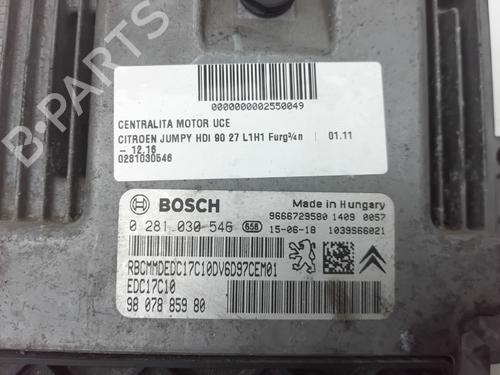 0000000002550049
CENTRALITA MOTOR UCE
CITROEN JUMPY HDI 90 27 L1H1 Furg¾n | 01.11
- 12.16
0281030546
BOSCH
Made in Hungary
9666729580 1409 0057
0 281 030 546 658 15-06-18 1039S66021
RBCMMDEDC17C10DV6D97CEM01
EDC17C10
98 078 859 80